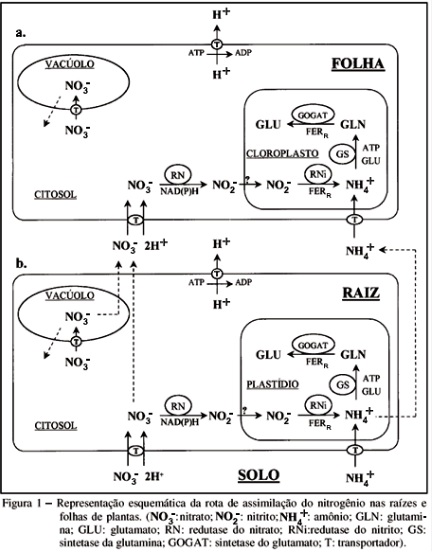 H+
a.
T
ATP ADP
H+
FOLHA
VACÚOLO
NO3-
T
NO3-
GOGAT
GLU GLN
FERR
CLOROPLASTO
GS
ATP
GLU
RN
RNi
NO3- NO2- ? NO2- NH4+
NAD(P)H
FERR
CITOSOL
T
T
NO3- 2H+
NH4+
H+
b.
T
ATP ADP
H+
RAIZ
VACÚOLO
NO3-
T
NO3-
GOGAT
GLU GLN
FERR
PLASTÍDIO
GS
ATP
GLU
RN
RNi
NO3- NO2- ? NO2- NH4+
NAD(P)H
FERR
CITOSOL
T
T
NO3- 2H+
SOLO
NH4+
Figura 1 – Representação esquemática da rota de assimilação do nitrogênio nas raízes e
folhas de plantas. (NO3-:nitrato; NO2-: nitrito; NH4+: amônio; GLN: glutami-
na; GLU: glutamato; RN: redutase do nitrato; RNi:redutase do nitrito; GS:
sintetase da glutamina; GOGAT: sintetase do glutamato; T: transportador).